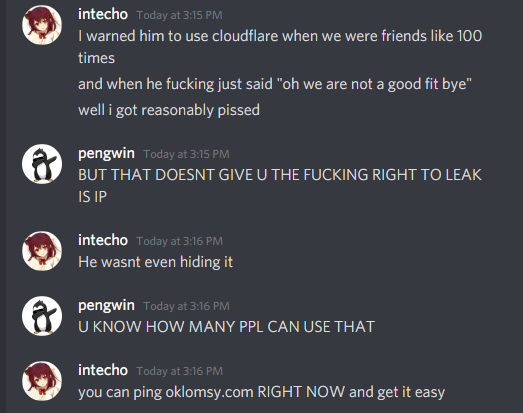 intecho Today at 3:15 PM
I warned him to use cloudflare when we were friends like 100
times
and when he fucking just said "oh we are not a good fit bye"
well i got reasonably pissed
pengwin Today at 3:15 PM
BUT THAT DOESNT GIVE U THE FUCKING RIGHT TO LEAK
IS IP
intecho Today at 3:16 PM
He wasnt even hiding it
pengwin Today at 3:16 PM
U KNOW HOW MANY PPL CAN USE THAT
intecho Today at 3:16 PM
you can ping oklomsy.com RIGHT NOW and get it easy